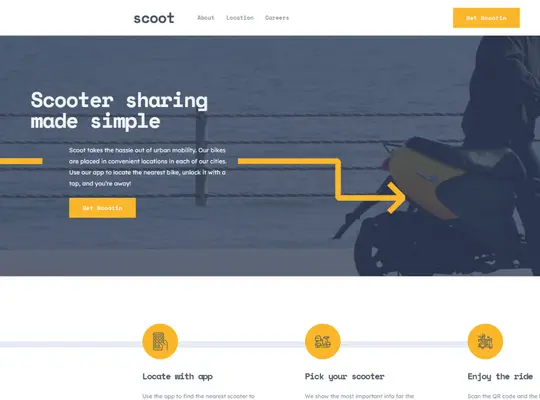 scoot
About
Location
Careers
Get Scootin
Scooter sharing
made simple
Scoot takes the hassle out of urban mobility. Our bikes
are placed in convenient locations in each of our cities.
Use our app to locate the nearest bike, unlock it with a
tap, and you're away!
Get Scootin
Locate with app
Pick your scooter
Enjoy the ride
Use the app to find the nearest scooter to
We show the most important info for the
Scan the QR code and the